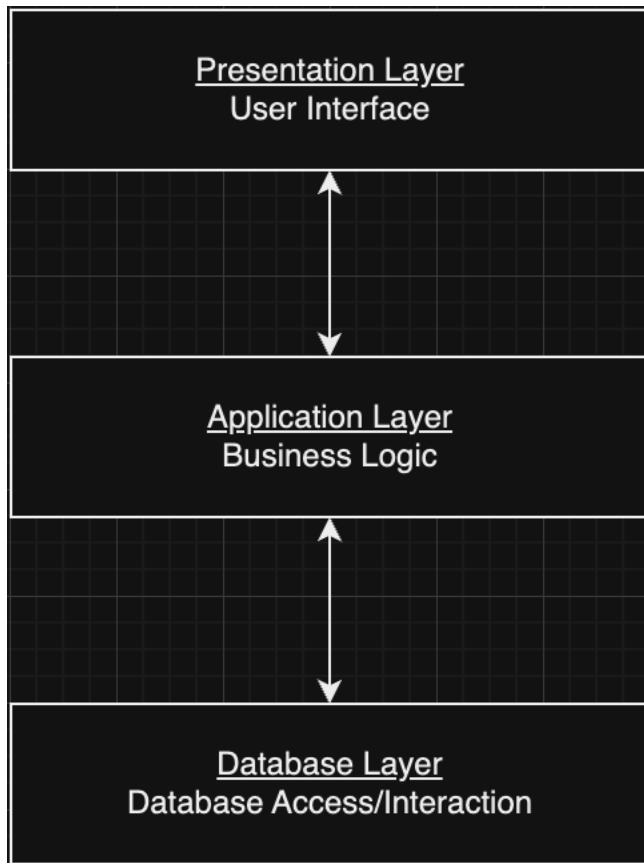 Presentation Layer
User Interface
Application Layer
Business Logic
Database Layer
Database Access/Interaction